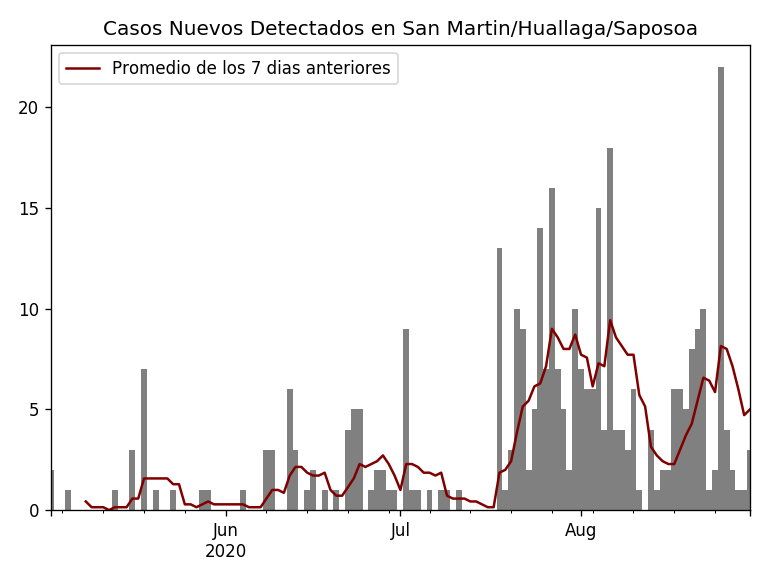 Casos Nuevos Detectados en San Martin/Huallaga/Saposoa
Promedio de los 7 dias anteriores
20
15
10
5
0
Jun
2020
Jul
Aug